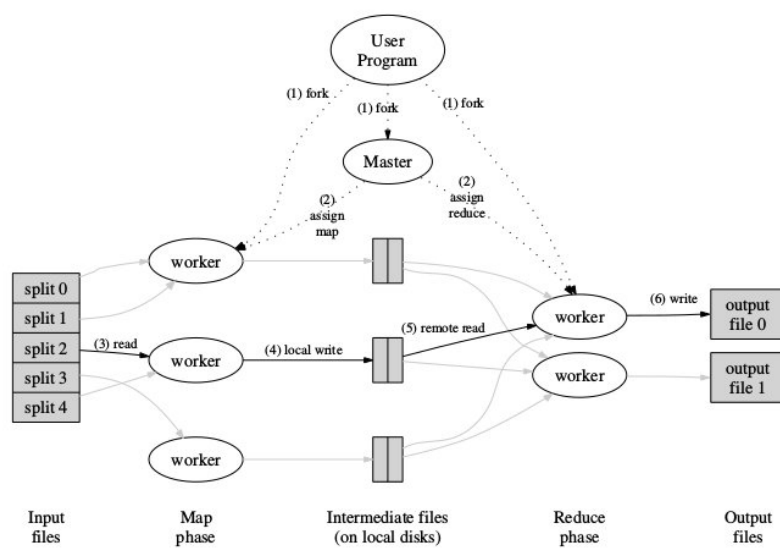 User
Program
(1) fork
(1) fork
(1) fork
Master
(2)
assign
map
(2)
assign
reduce
worker
split 0
split 1
split 2
split 3
split 4
(3) read
worker
(4) local write
(5) remote read
worker
(6) write
output
file 0
worker
output
file 1
worker
Input
files
Map
phase
Intermediate files
(on local disks)
Reduce
phase
Output
files